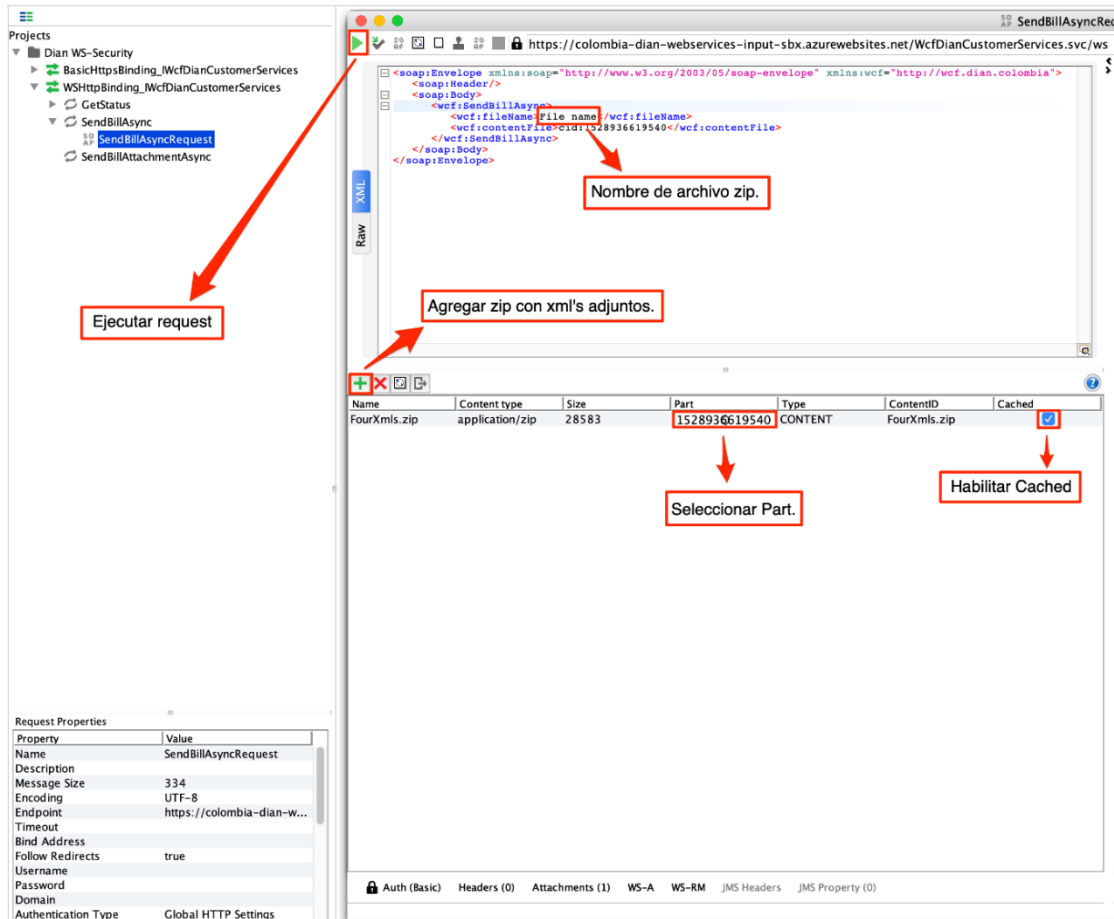 Projects
Dian WS-Security
BasicHttpsBinding_IWcfDianCustomerServices
WSHttpBinding_IWcfDianCustomerServices
GetStatus
SendBillAsync
SendBillAsyncRequest
SendBillAttachmentAsync
Ejecutar request
SendBillAsyncRec
https://colombia-dian-webservices-input-sbx.azurewebsites.net/WcfDianCustomerServices.svc/ws
<soap:Envelope xmlns:soap="http://www.w3.org/2003/05/soap-envelope" xmlns:wcf="http://wcf.dian.colombia">
<soap:Header/>
<soap:Body>
<wcf:SendBillAsync>
<wcf:fileName>File name</wcf:fileName>
<wcf:contentFile>cid:1528936619540</wcf:contentFile>
</wcf:SendBillAsync>
</soap:Body>
</soap:Envelope>
XML
Raw
Nombre de archivo zip.
Agregar zip con xml's adjuntos.
Name Content type Size Part Type ContentID Cached
FourXmls.zip application/zip 28583 1528936619540 CONTENT FourXmls.zip
Seleccionar Part.
Habilitar Cached
Request Properties
Property Value
Name SendBillAsyncRequest
Description
Message Size 334
Encoding UTF-8
Endpoint https://colombia-dian-w...
Timeout
Bind Address
Follow Redirects true
Username
Password
Domain
Authentication Type Global HTTP Settings
Auth (Basic) Headers (0) Attachments (1) WS-A WS-RM JMS Headers JMS Property (0)